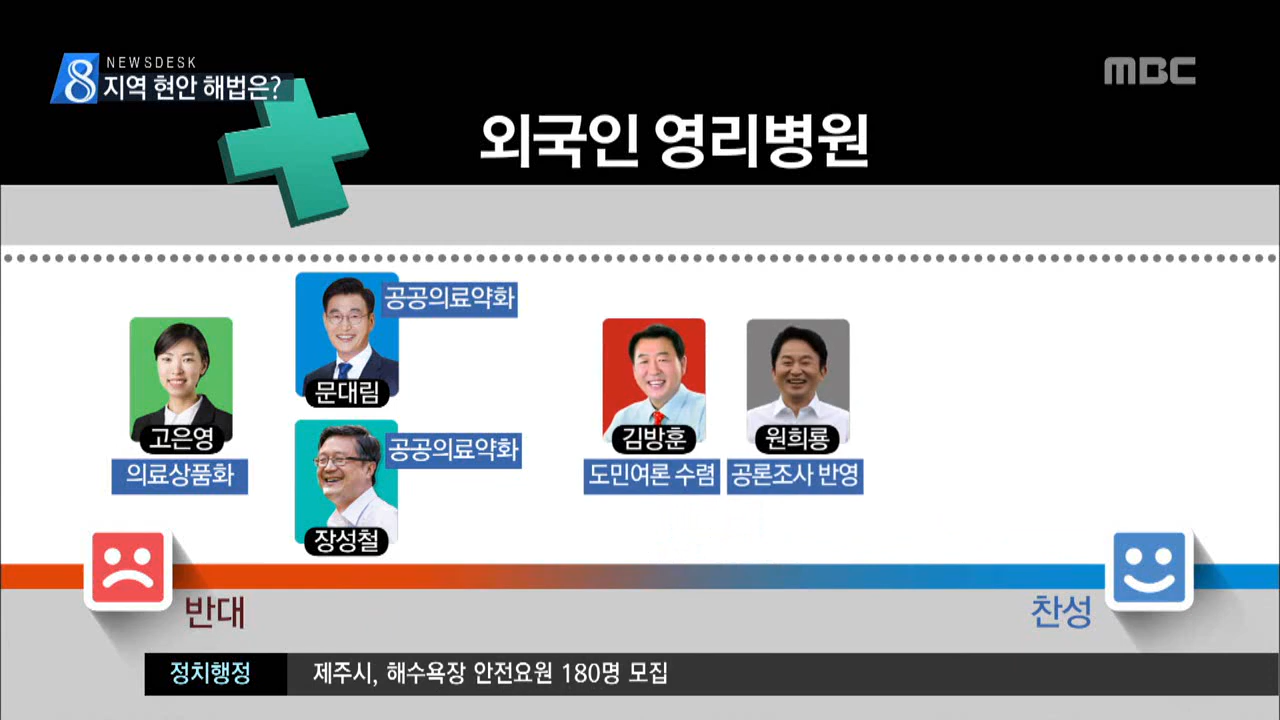 8 NEWSDESK
지역 현안 해법은?
MBC
외국인 영리병원
공공의료약화
문대림
고은영
의료상품화
공공의료약화
장성철
김방훈
도민여론 수렴
원희룡
공론조사 반영
반대
찬성
정치행정 제주시, 해수욕장 안전요원 180명 모집